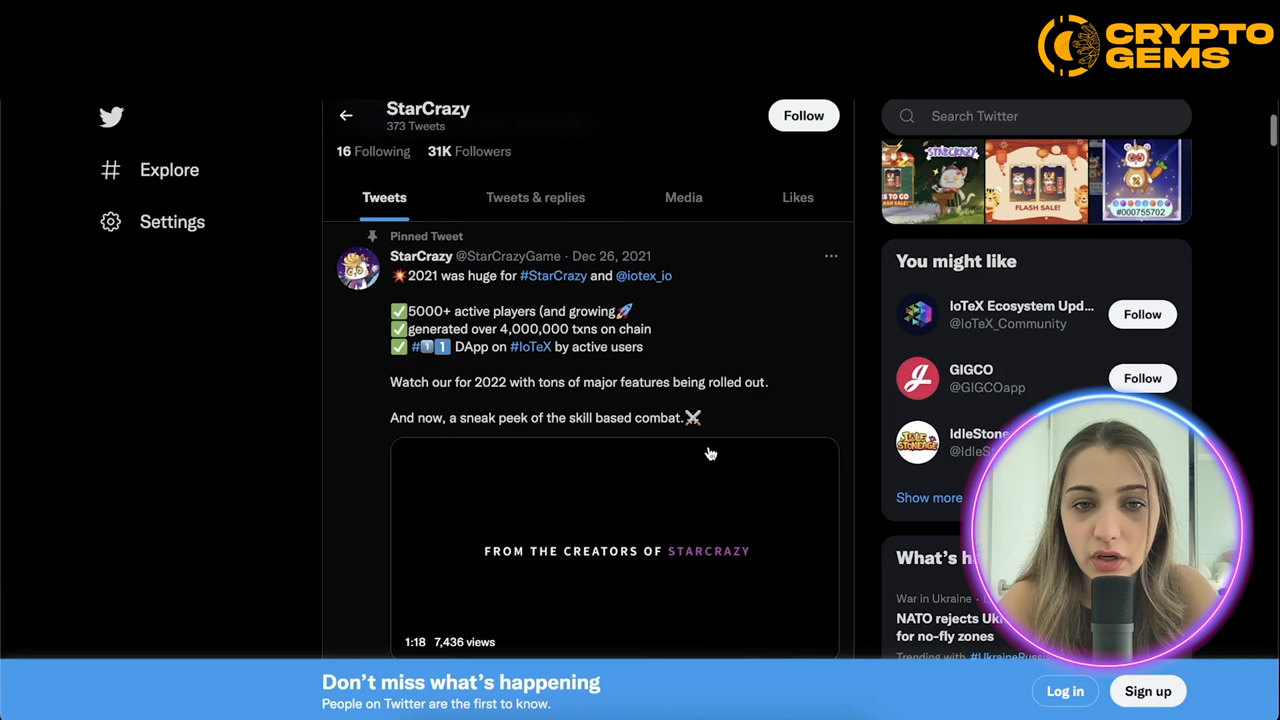 CRYPTO
GEMS
StarCrazy
373 Tweets
Follow
16 Following 31K Followers
Explore
Settings
Search Twitter
Tweets
Tweets & replies
Media
Likes
Pinned Tweet
StarCrazy @StarCrazyGame · Dec 26, 2021
💥2021 was huge for #StarCrazy and @iotex_io
✅5000+ active players (and growing🚀
✅generated over 4,000,000 txns on chain
✅ #1️⃣1️⃣ DApp on #IoTeX by active users
Watch our for 2022 with tons of major features being rolled out.
And now, a sneak peek of the skill based combat.⚔️
FROM THE CREATORS OF STARCRAZY
1:18 7,436 views
STARCRAZY
FLASH SALE!
#000755702
You might like
IoTeX Ecosystem Upd...
@IoTeX_Community
Follow
GIGCO
@GIGCOapp
Follow
Show more
What's
War in Ukraine
NATO rejects
for no-fly zones
Trending with
Don't miss what's happening
People on Twitter are the first to know.
Log in
Sign up